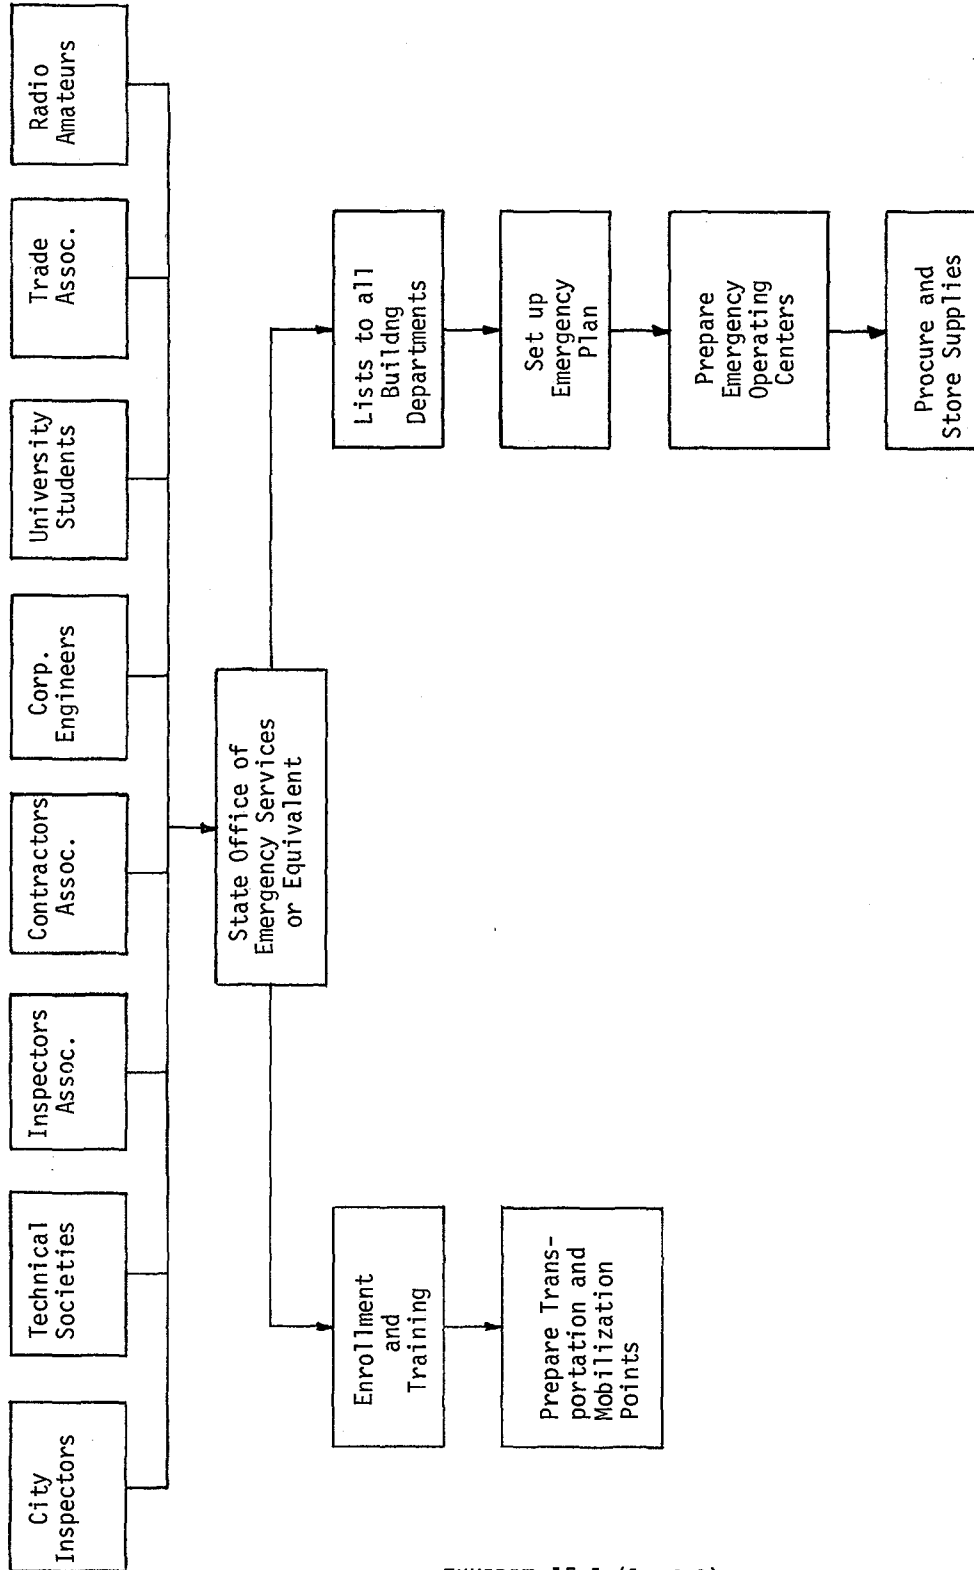 City
Inspectors
Technical
Societies
Inspectors
Assoc.
Contractors
Assoc.
Corp.
Engineers
University
Students
Trade
Assoc.
Radio
Amateurs
State Office of
Emergency Services
or Equivalent
Enrollment
and
Training
Prepare Trans-
portation and
Mobilization
Points
Lists to all
Buildng
Departments
Set up
Emergency
Plan
Prepare
Emergency
Operating
Centers
Procure and
Store Supplies